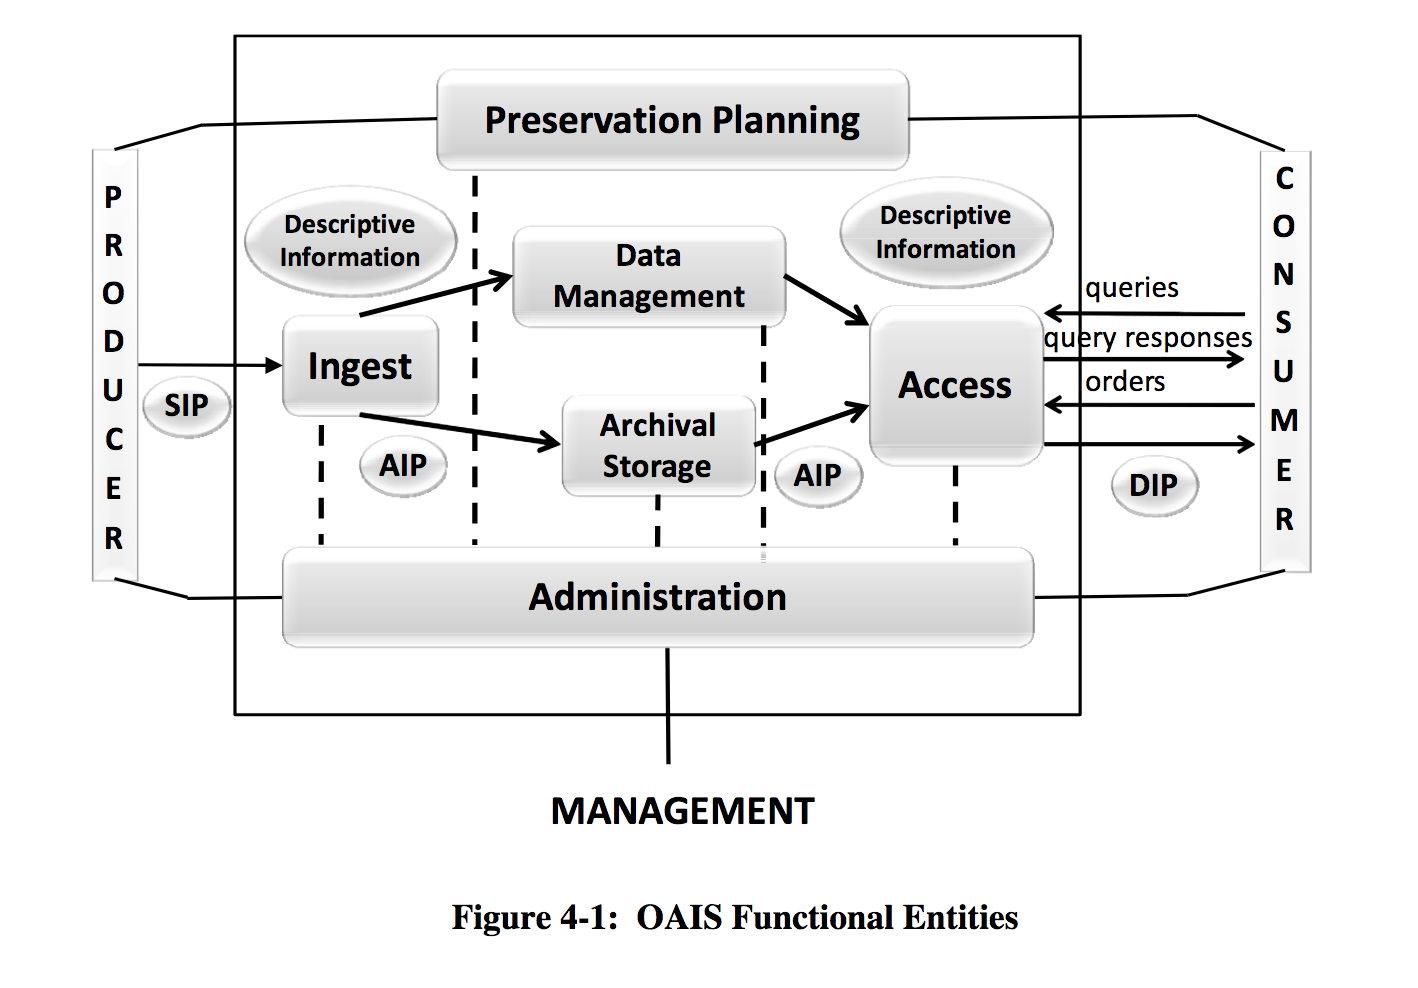 Preservation Planning
PRODUCER
CONSUMER
Descriptive
Information
Descriptive
Information
Data
Management
queries
query responses
orders
Ingest
Access
SIP
Archival
Storage
AIP
AIP
DIP
Administration
MANAGEMENT
Figure 4-1: OAIS Functional Entities